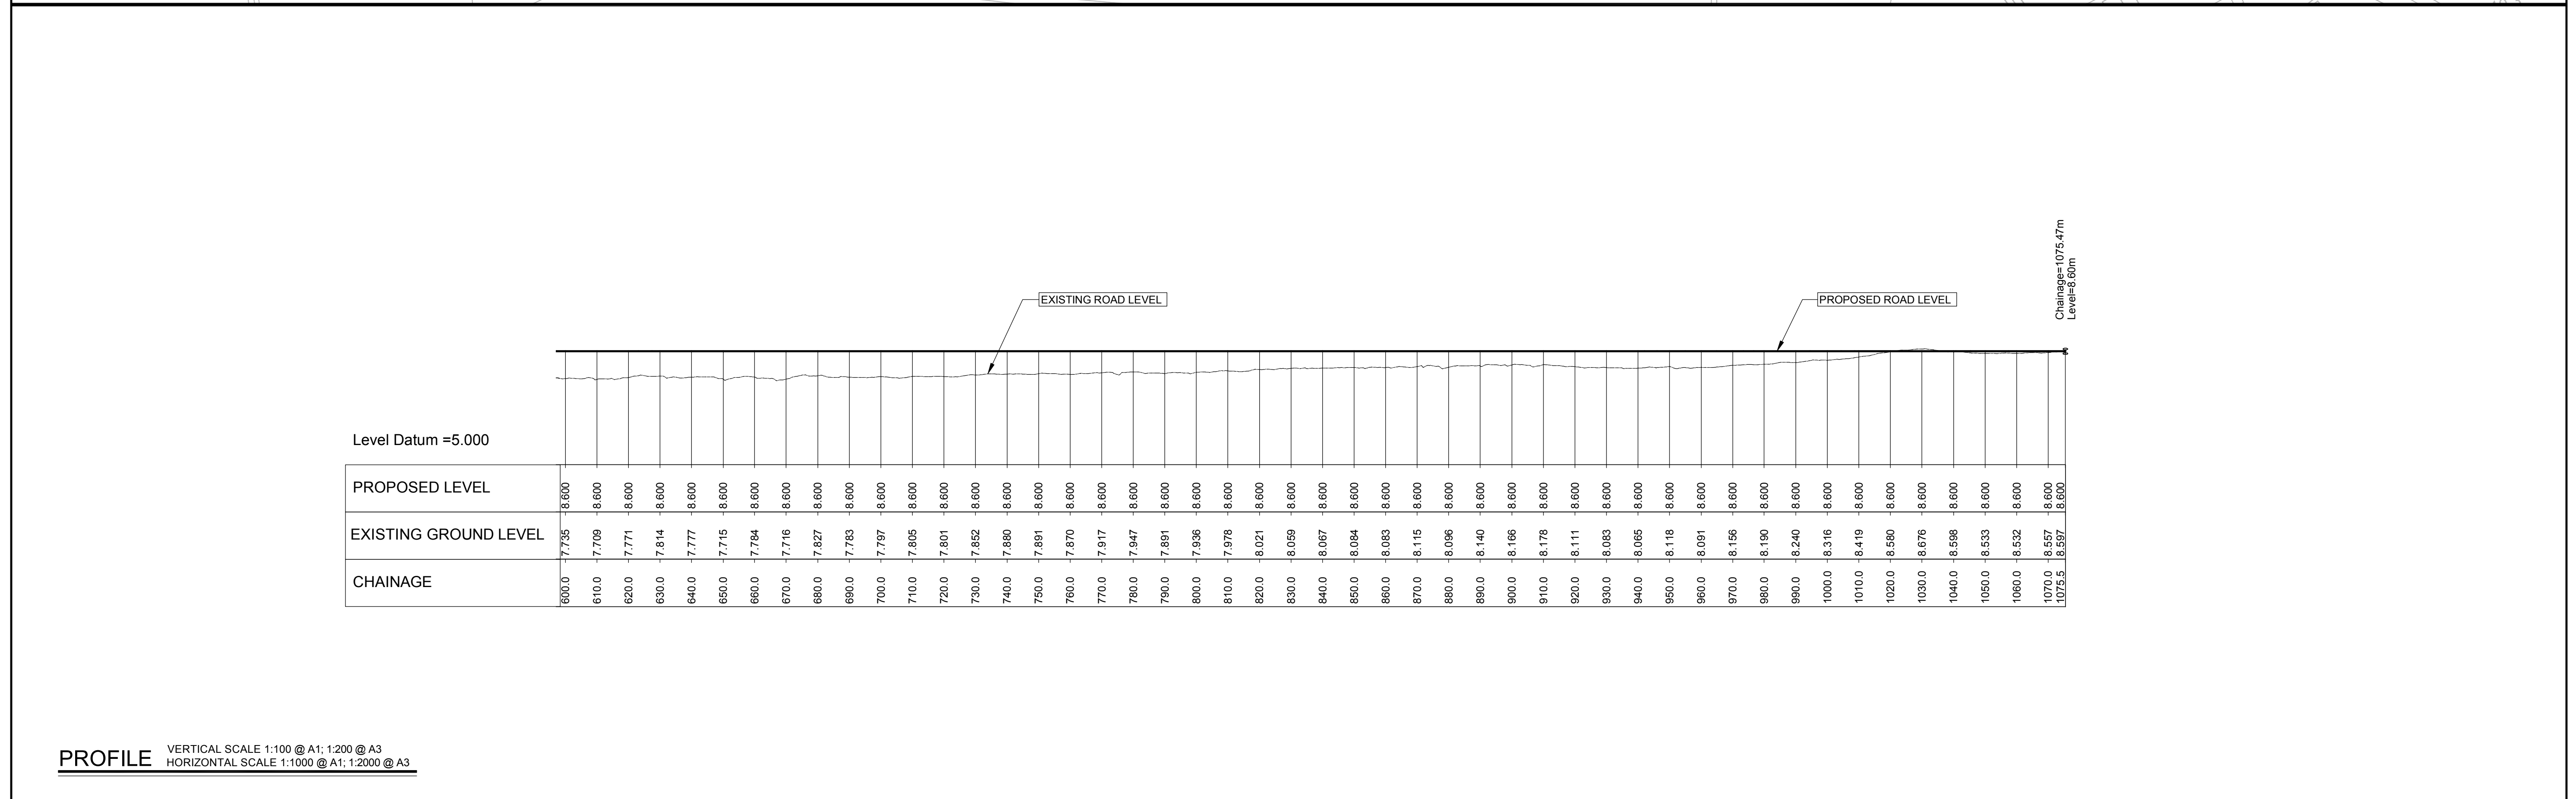 Chainage=1075.47m
Level=8.60m
EXISTING ROAD LEVEL
PROPOSED ROAD LEVEL
Level Datum =5.000
PROPOSED LEVEL 8.600 8.600 8.600 8.600 8.600 8.600 8.600 8.600 8.600 8.600 8.600 8.600 8.600 8.600 8.600 8.600 8.600 8.600 8.600 8.600 8.600 8.600 8.600 8.600 8.600 8.600 8.600 8.600 8.600 8.600 8.600 8.600 8.600 8.600 8.600 8.600 8.600 8.600 8.600 8.600 8.600 8.600 8.600 8.600 8.600 8.600 8.600 8.600 8.600
EXISTING GROUND LEVEL 7.735 7.709 7.771 7.814 7.777 7.715 7.784 7.716 7.827 7.783 7.797 7.805 7.801 7.852 7.880 7.891 7.870 7.917 7.947 7.891 7.936 7.978 8.021 8.059 8.067 8.084 8.083 8.115 8.096 8.140 8.166 8.178 8.111 8.083 8.065 8.118 8.091 8.156 8.190 8.240 8.316 8.419 8.580 8.676 8.598 8.533 8.532 8.557 8.597
CHAINAGE 600.0 610.0 620.0 630.0 640.0 650.0 660.0 670.0 680.0 690.0 700.0 710.0 720.0 730.0 740.0 750.0 760.0 770.0 780.0 790.0 800.0 810.0 820.0 830.0 840.0 850.0 860.0 870.0 880.0 890.0 900.0 910.0 920.0 930.0 940.0 950.0 960.0 970.0 980.0 990.0 1000.0 1010.0 1020.0 1030.0 1040.0 1050.0 1060.0 1070.0 1075.5
PROFILE
VERTICAL SCALE 1:100 @ A1; 1:200 @ A3
HORIZONTAL SCALE 1:1000 @ A1; 1:2000 @ A3